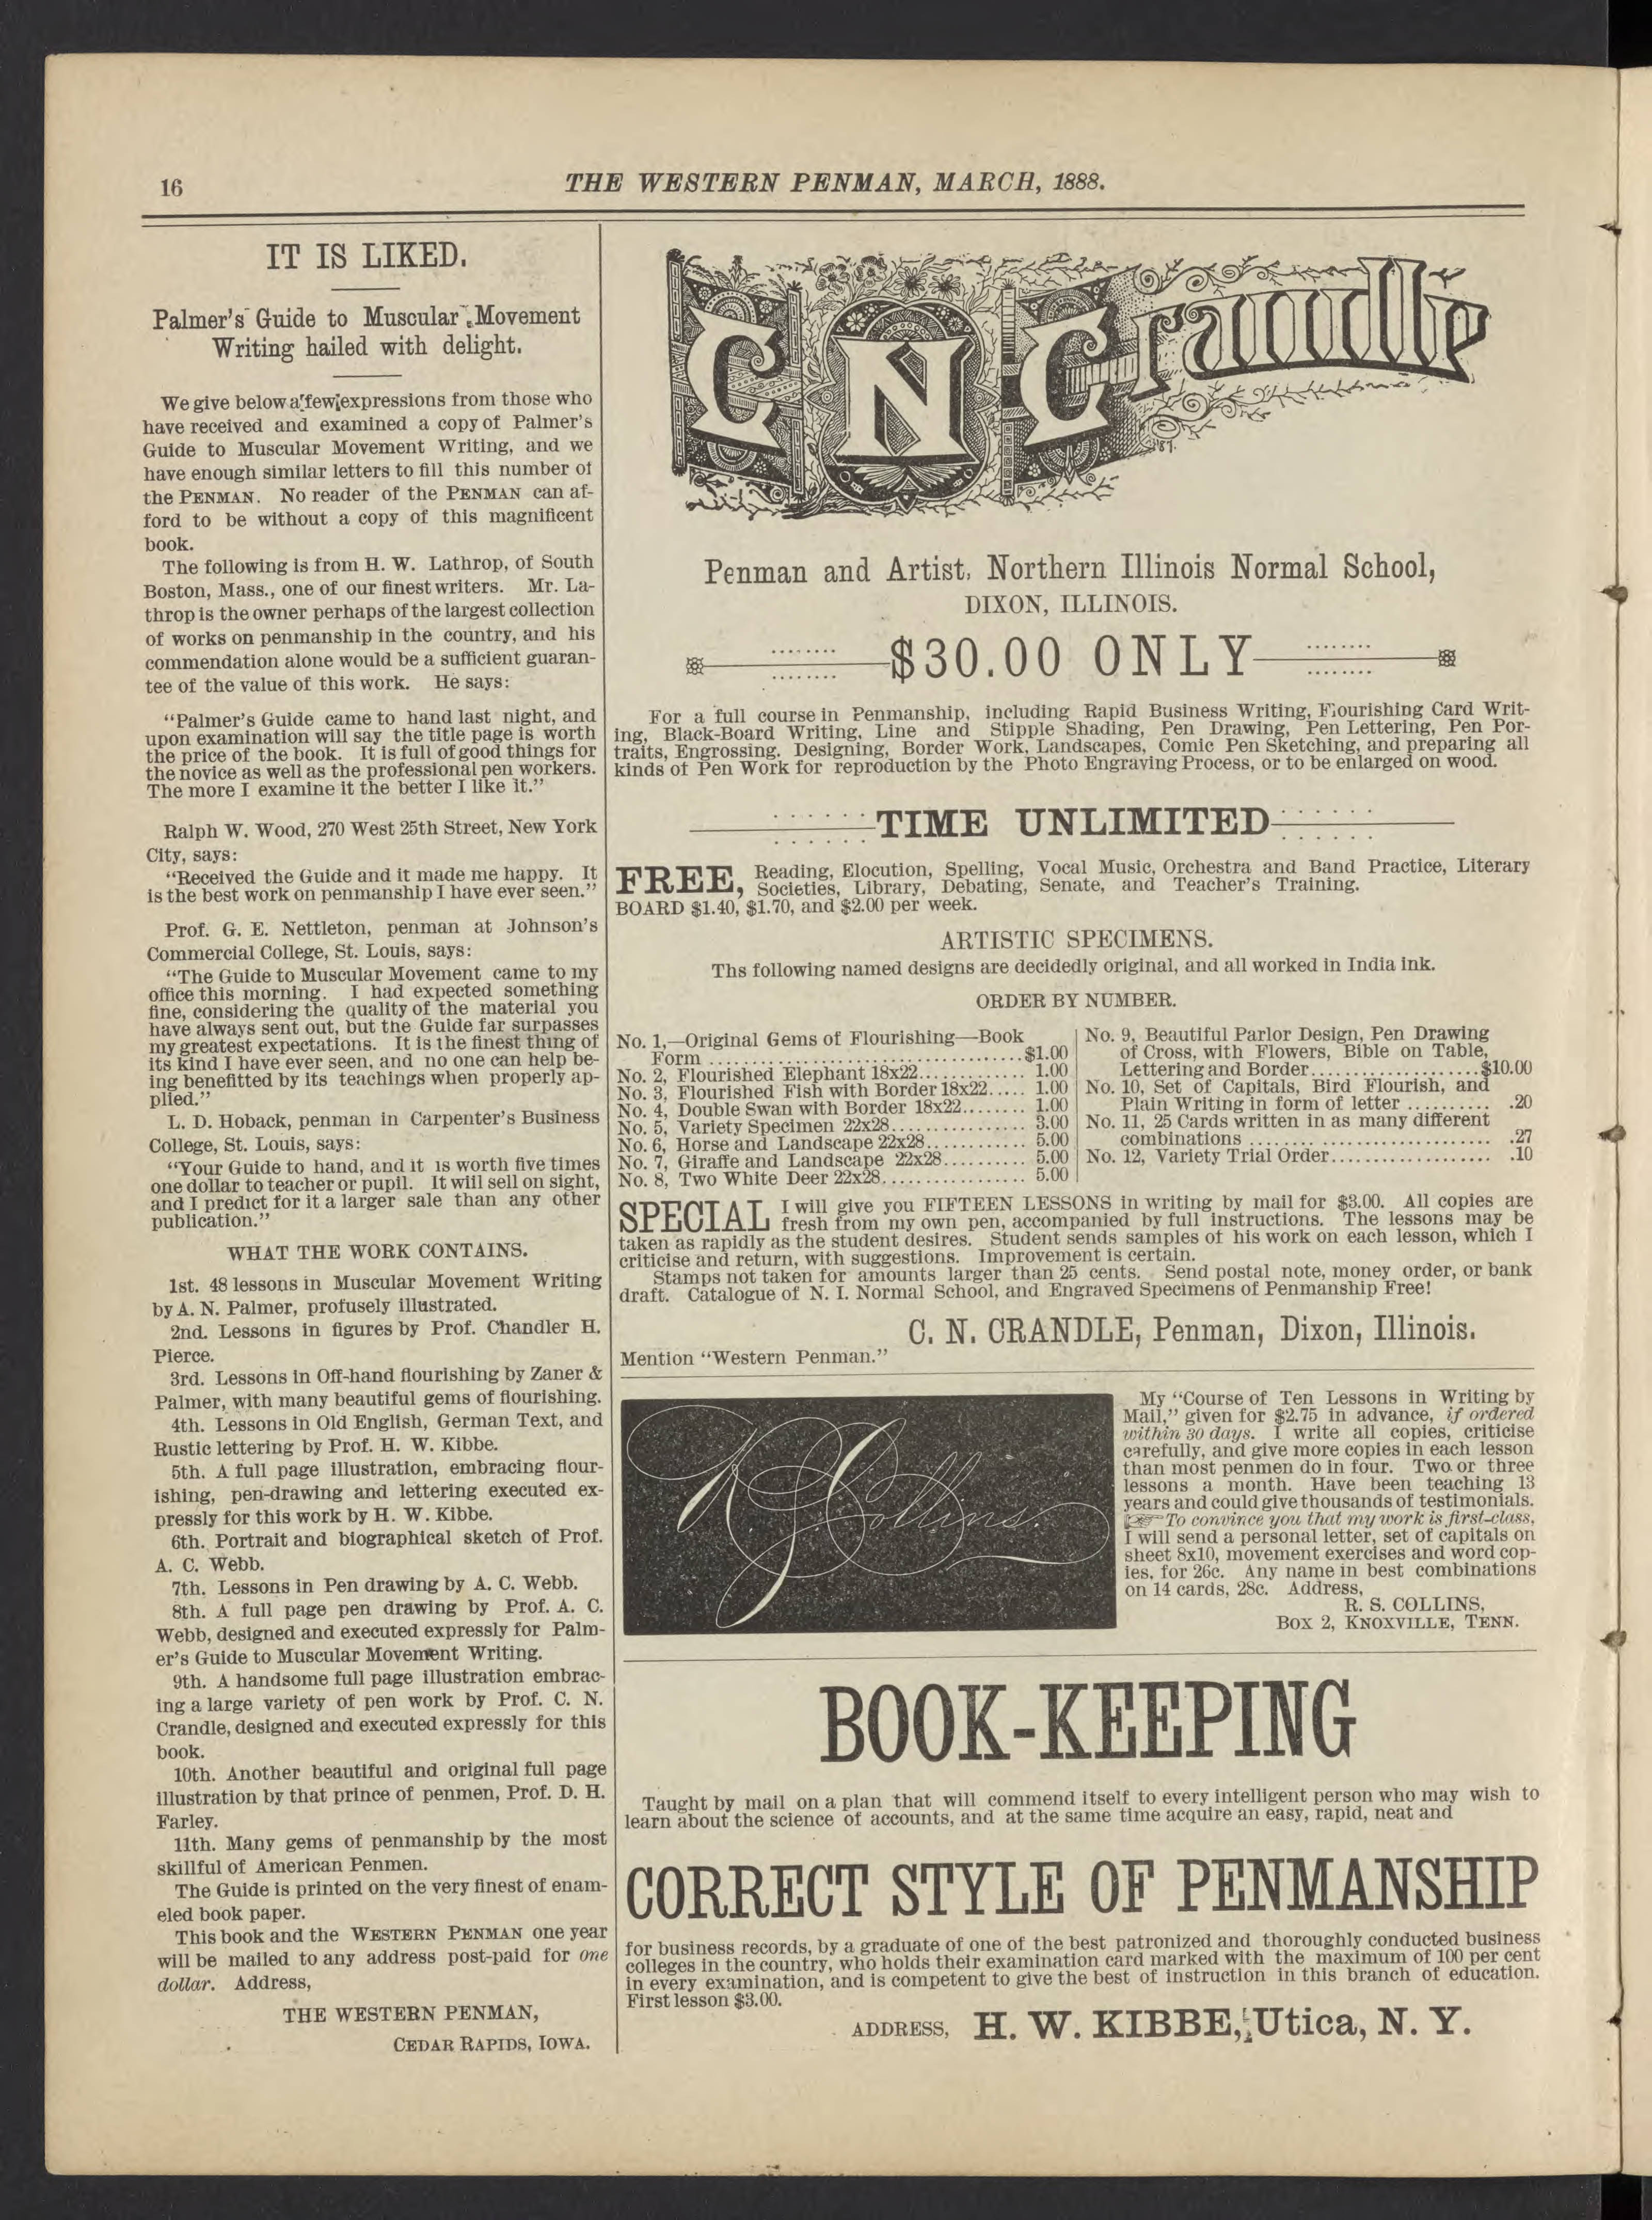 16
THE WESTERN PENMAN, MARCH, 1888.
IT IS LIKED.
Palmer's Guide to Muscular Movement
Writing hailed with delight.
We give below a few expressions from those who
have received and examined a copy of Palmer's
Guide to Muscular Movement Writing, and we
have enough similar letters to fill this number of
the PENMAN. No reader of the PENMAN can af-
ford to be without a copy of this magnificent
book.
The following is from H. W. Lathrop, of South
Boston, Mass., one of our finest writers. Mr. La-
throp is the owner perhaps of the largest collection
of works on penmanship in the country, and his
commendation alone would be a sufficient guaran-
tee of the value of this work. He says:
"Palmer's Guide came to hand last night, and
upon examination will say the title page is worth
the price of the book. It is full of good things for
the novice as well as the professional pen workers.
The more I examine it the better I like it."
Ralph W. Wood, 270 West 25th Street, New York
City, says:
"Received the Guide and it made me happy. It
is the best work on penmanship I have ever seen."
Prof. G. E. Nettleton, penman at Johnson's
Commercial College, St. Louis, says:
"The Guide to Muscular Movement came to my
office this morning. I had expected something
fine, considering the quality of the material you
have always sent out, but the Guide far surpasses
my greatest expectations. It is the finest thing of
its kind I have ever seen, and no one can help be-
ing benefitted by its teachings when properly ap-
plied."
L. D. Hoback, penman in Carpenter's Business
College, St. Louis, says:
"Your Guide to hand, and it is worth five times
one dollar to teacher or pupil. It will sell on sight,
and I predict for it a larger sale than any other
publication."
WHAT THE WORK CONTAINS.
1st. 48 lessons in Muscular Movement Writing
by A. N. Palmer, profusely illustrated.
2nd. Lessons in figures by Prof. Chandler H.
Pierce.
3rd. Lessons in Off-hand flourishing by Zaner &
Palmer, with many beautiful gems of flourishing.
4th. Lessons in Old English, German Text, and
Rustic lettering by Prof. H. W. Kibbe.
5th. A full page illustration, embracing flour-
ishing, pen-drawing and lettering executed ex-
pressly for this work by H. W. Kibbe.
6th. Portrait and biographical sketch of Prof.
A. C. Webb.
7th. Lessons in Pen drawing by A. C. Webb.
8th. A full page pen drawing by Prof. A. C.
Webb, designed and executed expressly for Palm-
er's Guide to Muscular Movement Writing.
9th. A handsome full page illustration embrac-
ing a large variety of pen work by Prof. C. N.
Crandle, designed and executed expressly for this
book.
10th. Another beautiful and original full page
illustration by that prince of penmen, Prof. D. H.
Farley.
11th. Many gems of penmanship by the most
skillful of American Penmen.
The Guide is printed on the very finest of enam-
eled book paper.
This book and the WESTERN PENMAN one year
will be mailed to any address post-paid for one
dollar. Address,
THE WESTERN PENMAN,
CEDAR RAPIDS, IOWA.
C N Crandle
'87.
Penman and Artist, Northern Illinois Normal School,
DIXON, ILLINOIS.
$30.00 ONLY
For a full course in Penmanship, including Rapid Business Writing, Flourishing Card Writ-
ing, Black-Board Writing, Line and Stipple Shading, Pen Drawing, Pen Lettering, Pen Por-
traits, Engrossing, Designing, Border Work, Landscapes, Comic Pen Sketching, and preparing all
kinds of Pen Work for reproduction by the Photo Engraving Process, or to be enlarged on wood.
TIME UNLIMITED
FREE, Reading, Elocution, Spelling, Vocal Music, Orchestra and Band Practice, Literary
Societies, Library, Debating, Senate, and Teacher's Training.
BOARD $1.40, $1.70, and $2.00 per week.
ARTISTIC SPECIMENS.
Ths following named designs are decidedly original, and all worked in India ink.
ORDER BY NUMBER.
No. 1,—Original Gems of Flourishing—Book
Form ..... $1.00
No. 2, Flourished Elephant 18x22..... 1.00
No. 3, Flourished Fish with Border 18x22..... 1.00
No. 4, Double Swan with Border 18x22..... 1.00
No. 5, Variety Specimen 22x28..... 3.00
No. 6, Horse and Landscape 22x28..... 5.00
No. 7, Giraffe and Landscape 22x28..... 5.00
No. 8, Two White Deer 22x28..... 5.00
No. 9, Beautiful Parlor Design, Pen Drawing
of Cross, with Flowers, Bible on Table,
Lettering and Border..... $10.00
No. 10, Set of Capitals, Bird Flourish, and
Plain Writing in form of letter ..... .20
No. 11, 25 Cards written in as many different
combinations ..... .27
No. 12, Variety Trial Order..... .10
SPECIAL I will give you FIFTEEN LESSONS in writing by mail for $3.00. All copies are
fresh from my own pen, accompanied by full instructions. The lessons may be
taken as rapidly as the student desires. Student sends samples of his work on each lesson, which I
criticise and return, with suggestions. Improvement is certain.
Stamps not taken for amounts larger than 25 cents. Send postal note, money order, or bank
draft. Catalogue of N. I. Normal School, and Engraved Specimens of Penmanship Free!
C. N. CRANDLE, Penman, Dixon, Illinois.
Mention "Western Penman."
R S Collins.
My "Course of Ten Lessons in Writing by
Mail," given for $2.75 in advance, if ordered
within 30 days. I write all copies, criticise
carefully, and give more copies in each lesson
than most penmen do in four. Two or three
lessons a month. Have been teaching 13
years and could give thousands of testimonials.
☞To convince you that my work is first-class,
I will send a personal letter, set of capitals on
sheet 8x10, movement exercises and word cop-
ies, for 26c. Any name in best combinations
on 14 cards, 28c. Address,
R. S. COLLINS,
BOX 2, KNOXVILLE, TENN.
BOOK-KEEPING
Taught by mail on a plan that will commend itself to every intelligent person who may wish to
learn about the science of accounts, and at the same time acquire an easy, rapid, neat and
CORRECT STYLE OF PENMANSHIP
for business records, by a graduate of one of the best patronized and thoroughly conducted business
colleges in the country, who holds their examination card marked with the maximum of 100 per cent
in every examination, and is competent to give the best of instruction in this branch of education.
First lesson $3.00.
ADDRESS, H. W. KIBBE, Utica, N. Y.